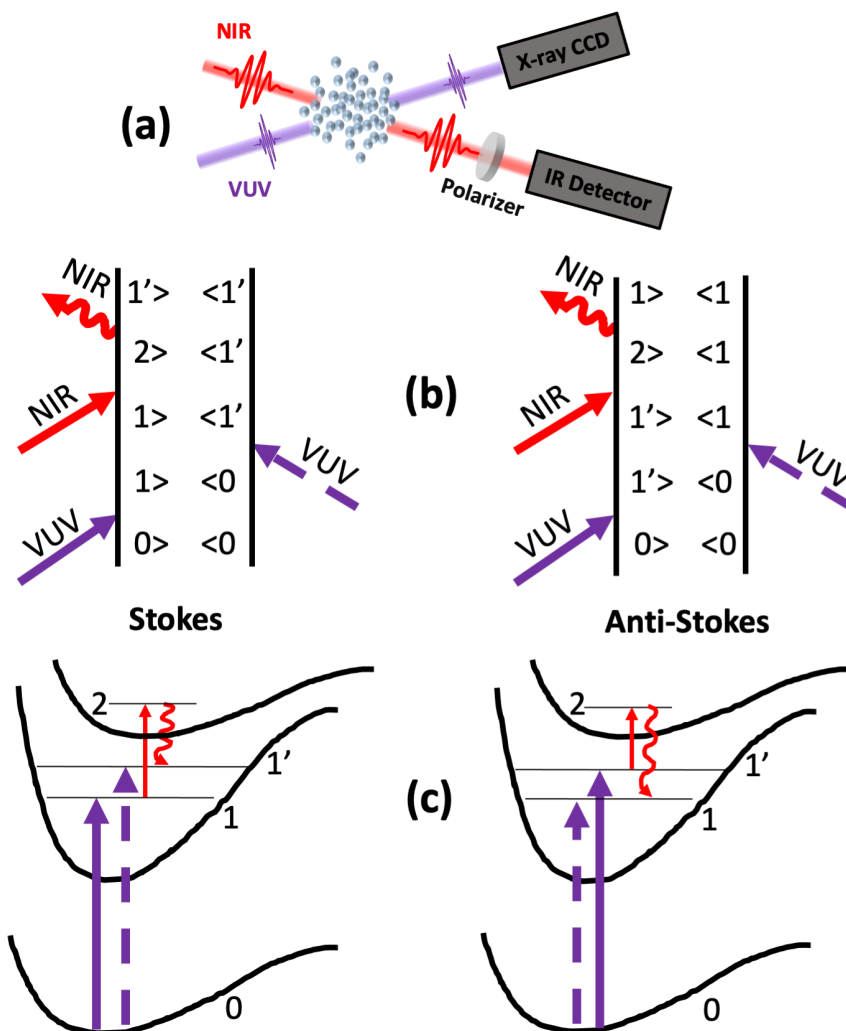 NIR
X-ray CCD
(a)
VUV
Polarizer
IR Detector
NIR
1'> <1'
2> <1'
NIR
1> <1'
VUV
1> <0
VUV
0> <0
(b)
NIR
1> <1
2> <1
NIR
1'> <1
VUV
1'> <0
VUV
0> <0
Stokes
Anti-Stokes
2
1'
1
0
(c)
2
1'
1
0